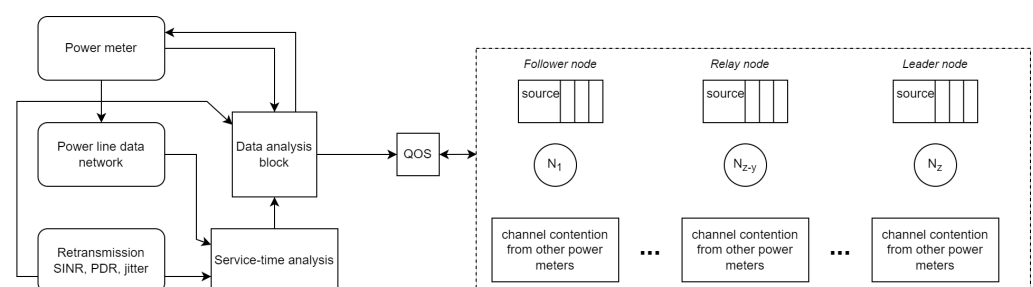 Power meter
Follower node
Relay node
Leader node
source
source
source
Power line data
network
Data analysis
block
QOS
N1
Nz-y
Nz
Retransmission
SINR, PDR, jitter
Service-time analysis
channel contention
from other power
meters
...
channel contention
from other power
meters
...
channel contention
from other power
meters